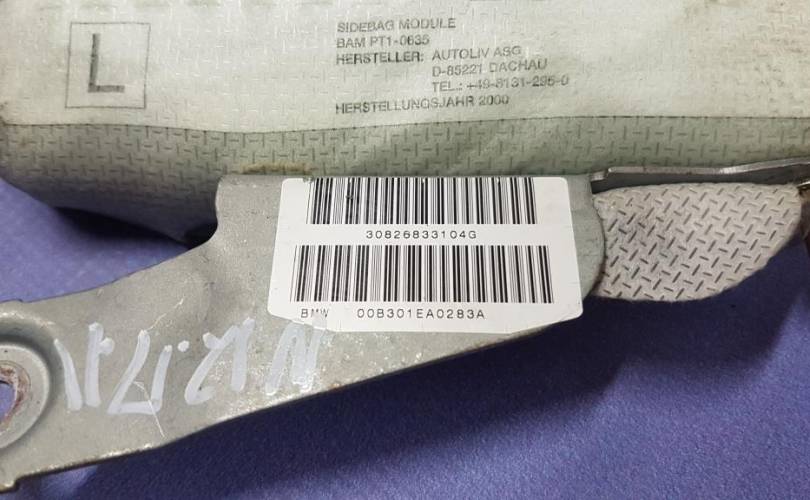 L
SIDEBAG MODULE
BAM PT1-0635
HERSTELLER: AUTOLIV ASG
D-85221 DACHAU
TEL.: +49-8131-295-0
HERSTELLUNGSJAHR 2000
30826833104G
BMW 00B301EA0283A